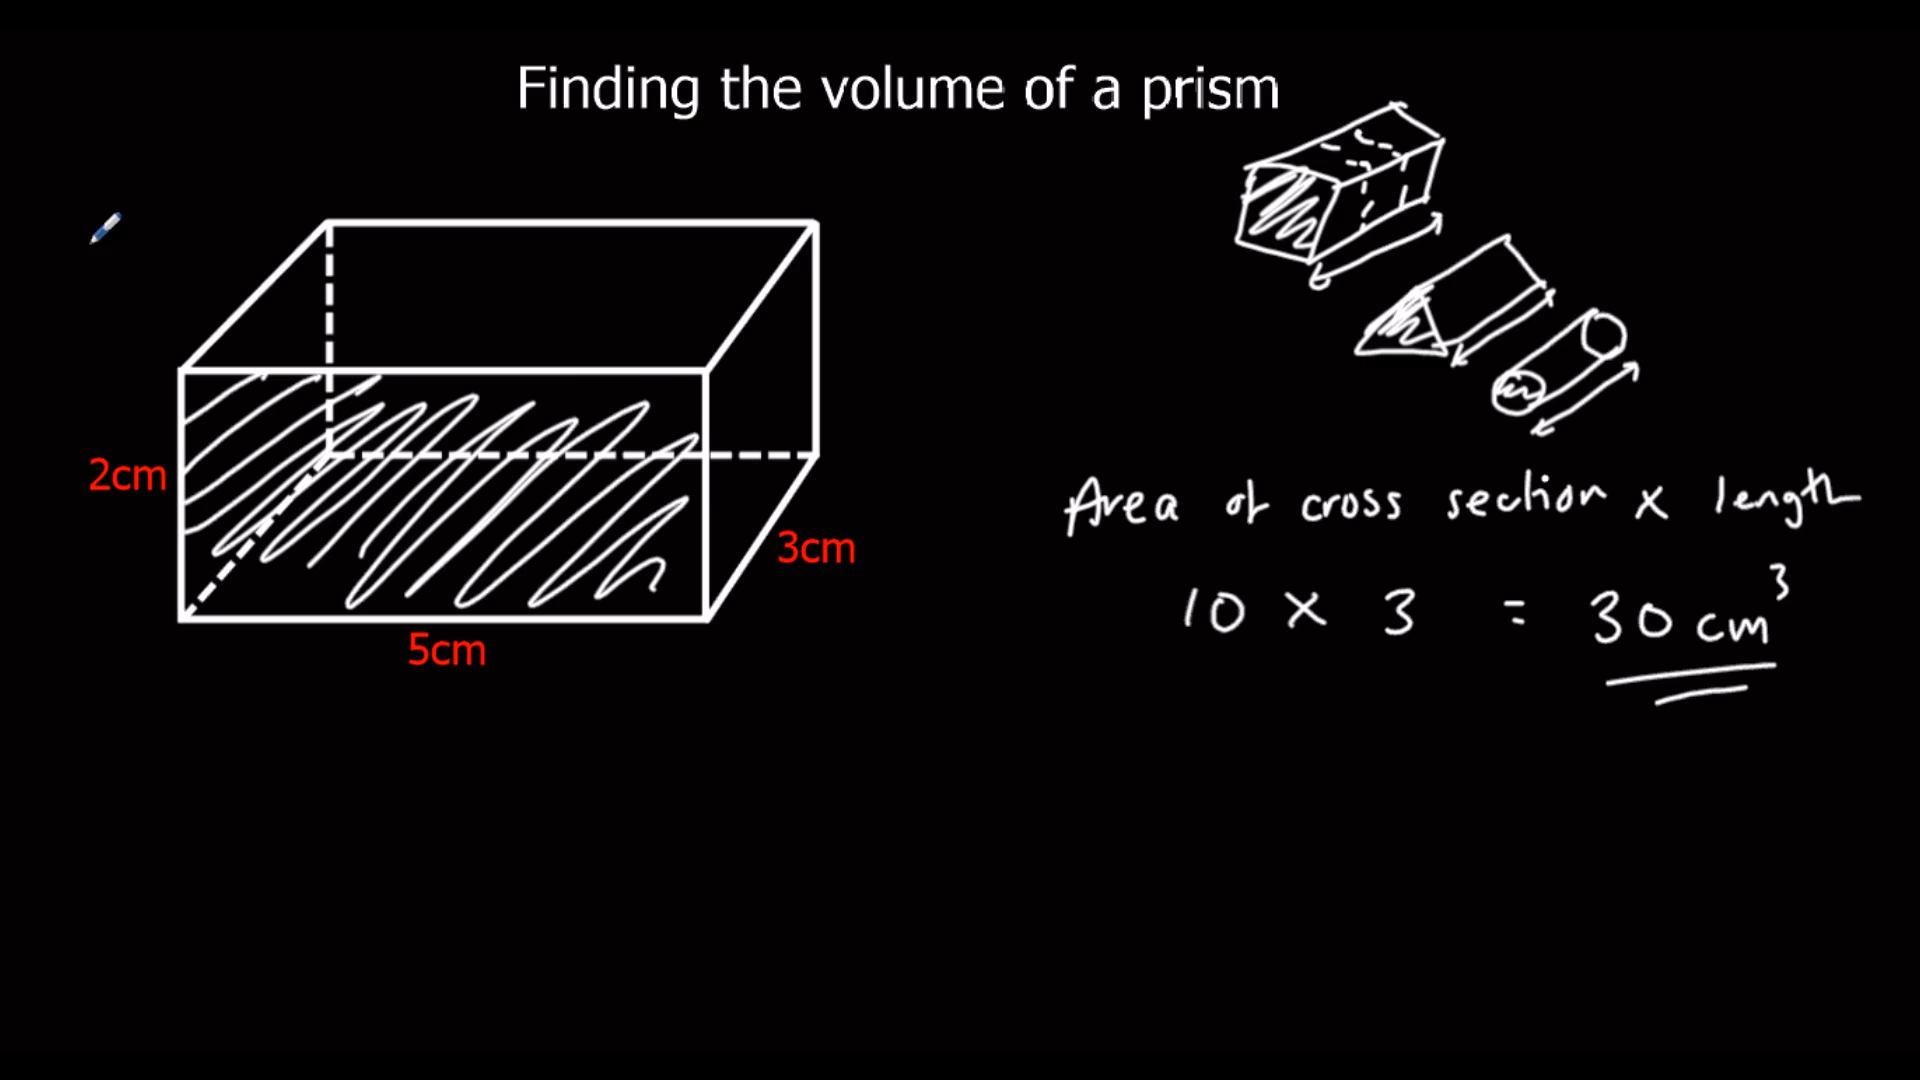 Finding the volume of a prism
2cm
3cm
5cm
Area of cross section x length
10 x 3 = 30 cm³